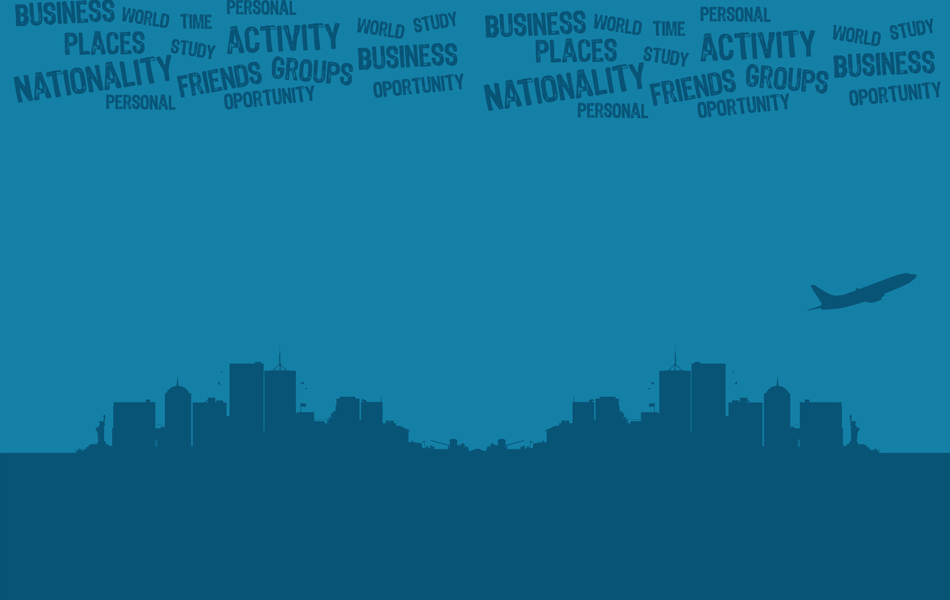 BUSINESS WORLD TIME PERSONAL WORLD STUDY
PLACES STUDY ACTIVITY BUSINESS
NATIONALITY FRIENDS GROUPS OPORTUNITY
PERSONAL OPORTUNITY
BUSINESS WORLD TIME PERSONAL WORLD STUDY
PLACES STUDY ACTIVITY BUSINESS
NATIONALITY FRIENDS GROUPS OPORTUNITY
PERSONAL OPORTUNITY